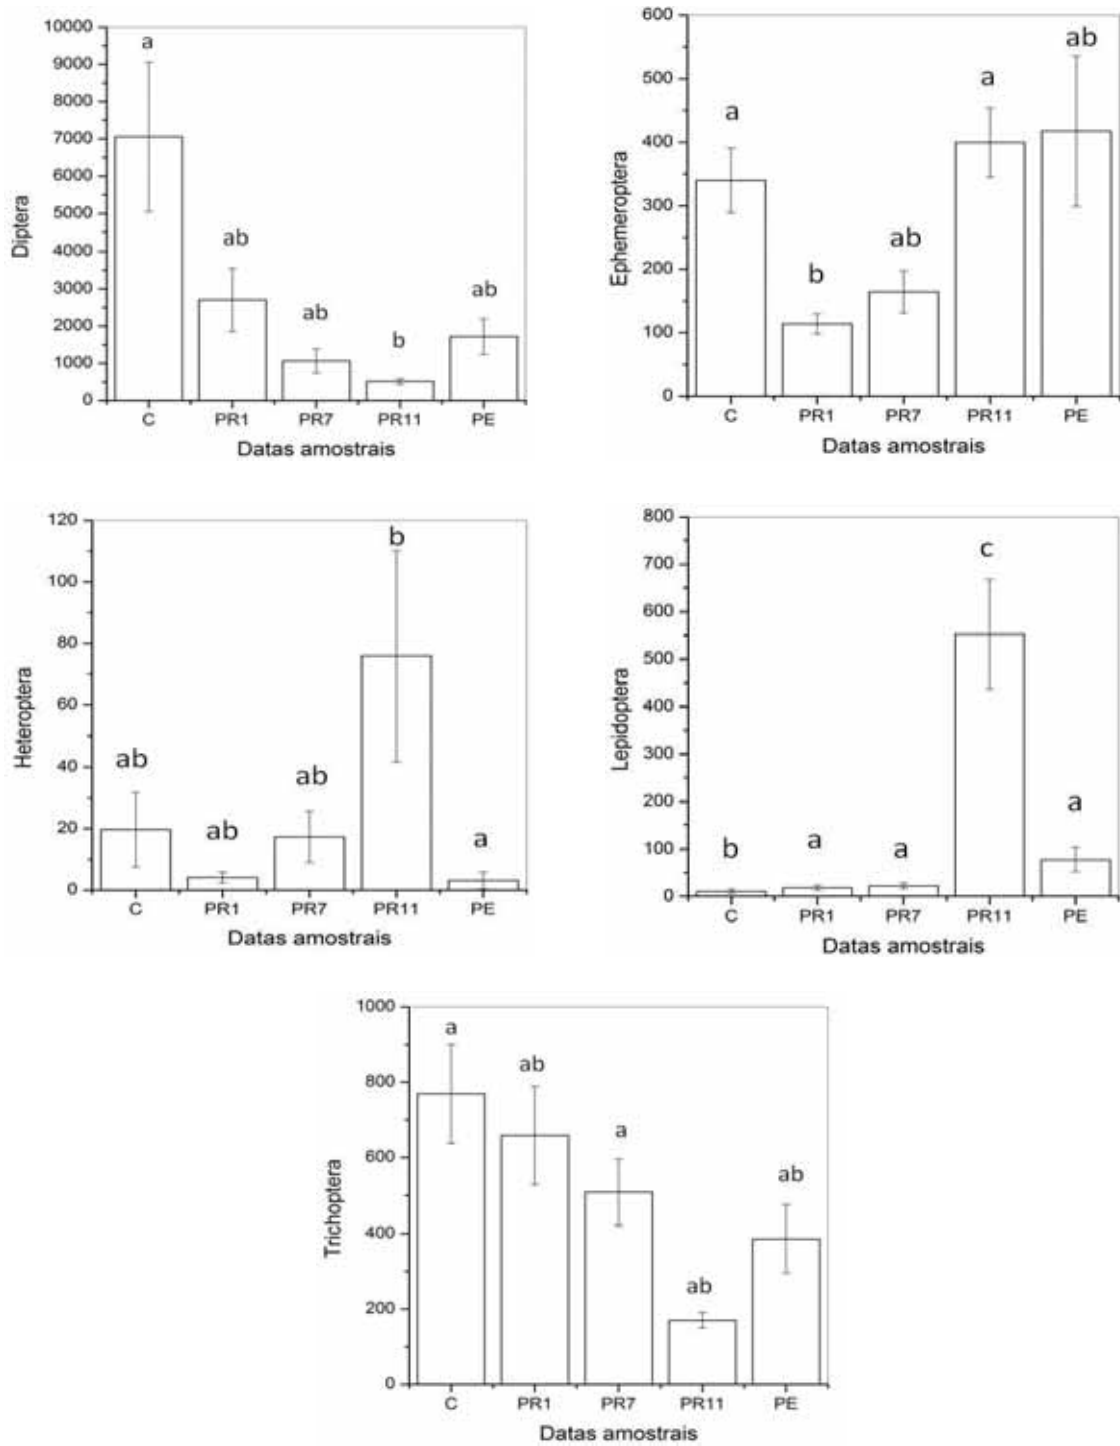 10000
9000
8000
7000
6000
5000
4000
3000
2000
1000
0
Diptera
a
ab
ab
b
ab
C PR1 PR7 PR11 PE
Datas amostrais
600
500
400
300
200
100
0
Ephemeroptera
a
b
ab
a
ab
C PR1 PR7 PR11 PE
Datas amostrais
120
100
80
60
40
20
0
Heteroptera
ab
ab
ab
b
a
C PR1 PR7 PR11 PE
Datas amostrais
800
700
600
500
400
300
200
100
0
Lepidoptera
b
a
a
c
a
C PR1 PR7 PR11 PE
Datas amostrais
1000
800
600
400
200
0
Trichoptera
a
ab
a
ab
ab
C PR1 PR7 PR11 PE
Datas amostrais